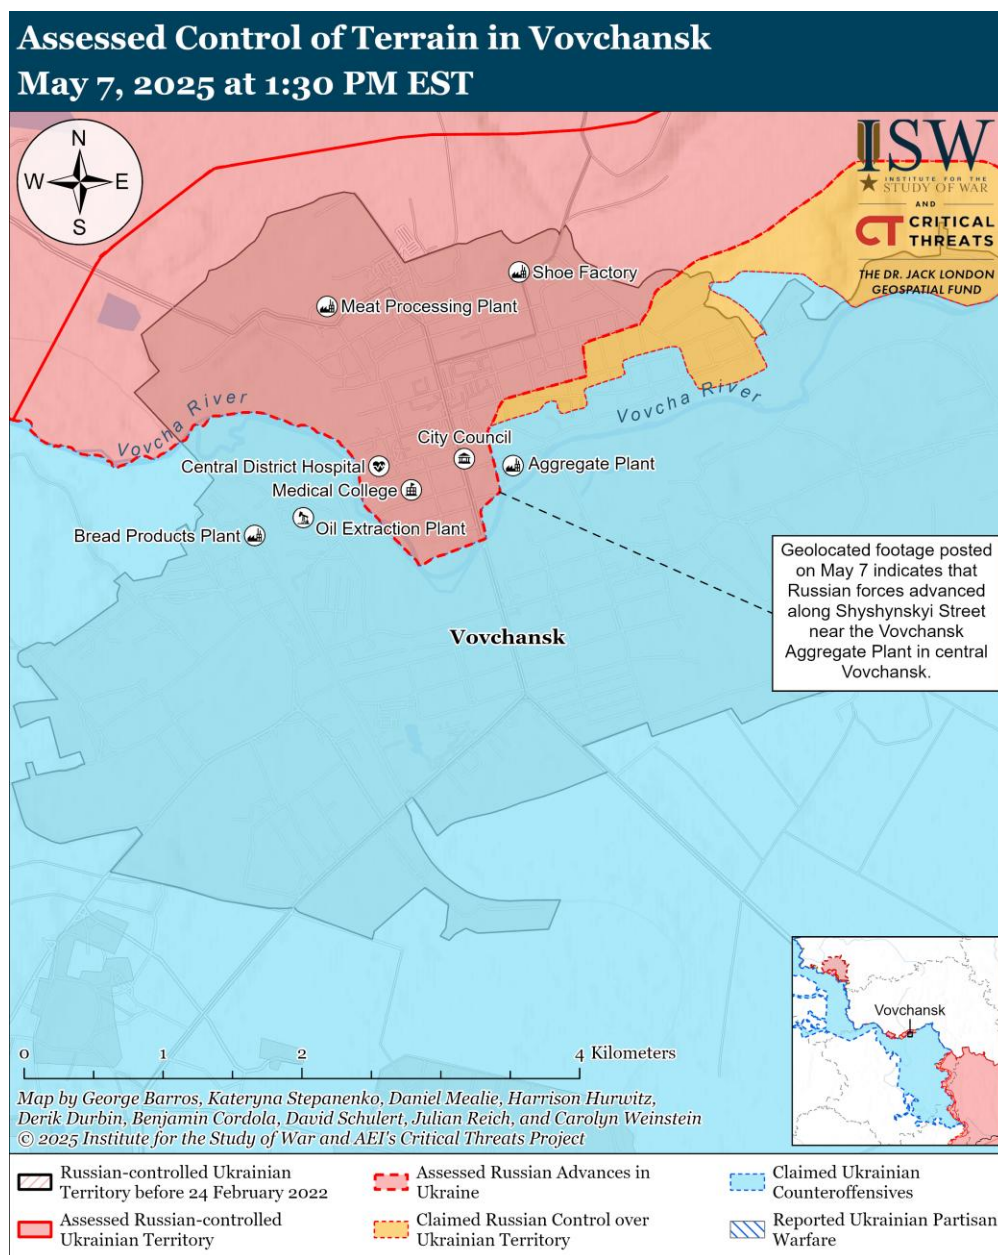 Assessed Control of Terrain in Vovchansk
May 7, 2025 at 1:30 PM EST
N
W
E
S
ISW
INSTITUTE FOR THE
STUDY OF WAR
AND
CT CRITICAL
THREATS
THE DR. JACK LONDON
GEOSPATIAL FUND
Shoe Factory
Meat Processing Plant
Vovcha River
Vovcha River
City Council
Central District Hospital
Aggregate Plant
Medical College
Oil Extraction Plant
Bread Products Plant
Geolocated footage posted
on May 7 indicates that
Russian forces advanced
along Shyshynskyi Street
near the Vovchansk
Aggregate Plant in central
Vovchansk.
Vovchansk
Vovchansk
0 1 2 4 Kilometers
Map by George Barros, Kateryna Stepanenko, Daniel Mealie, Harrison Hurwitz,
Derik Durbin, Benjamin Cordola, David Schulert, Julian Reich, and Carolyn Weinstein
© 2025 Institute for the Study of War and AEI's Critical Threats Project
Russian-controlled Ukrainian
Territory before 24 February 2022
Assessed Russian-controlled
Ukrainian Territory
Assessed Russian Advances in
Ukraine
Claimed Russian Control over
Ukrainian Territory
Claimed Ukrainian
Counteroffensives
Reported Ukrainian Partisan
Warfare